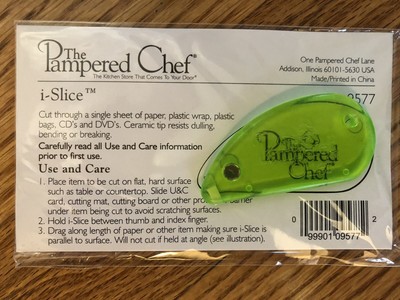 The
Pampered Chef®
The Kitchen Store That Comes To Your Door®
One Pampered Chef Lane
Addison, Illinois 60101-5630 USA
Made/Printed in China
i-Slice™
09577
Cut through a single sheet of paper, plastic wrap, plastic
bags, CD's and DVD's. Ceramic tip resists dulling,
bending or breaking.
Carefully read all Use and Care information
prior to first use.
Use and Care
1. Place item to be cut on flat, hard surface
such as table or countertop. Slide U&C
card, cutting mat, cutting board or other protective barrier
under item being cut to avoid scratching surfaces.
2. Hold i-Slice between thumb and index finger.
3. Drag along length of paper or other item making sure i-Slice is
parallel to surface. Will not cut if held at angle (see illustration).
The
Pampered
Chef
0 99901 09577 2